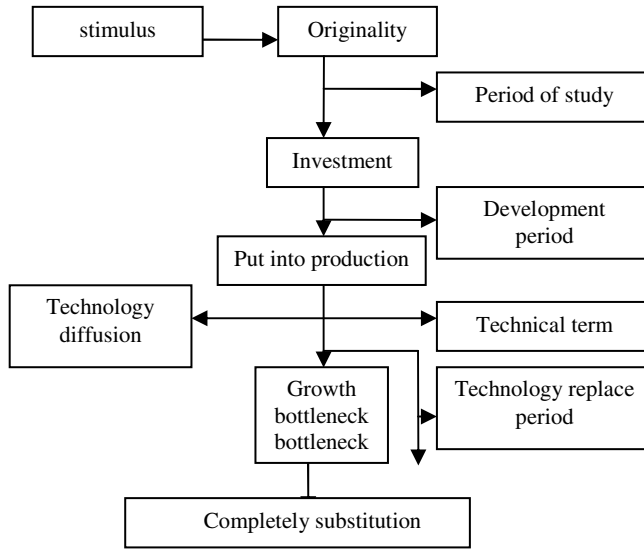 stimulus
Originality
Period of study
Investment
Development
period
Put into production
Technology
diffusion
Technical term
Growth
bottleneck
bottleneck
Technology replace
period
Completely substitution